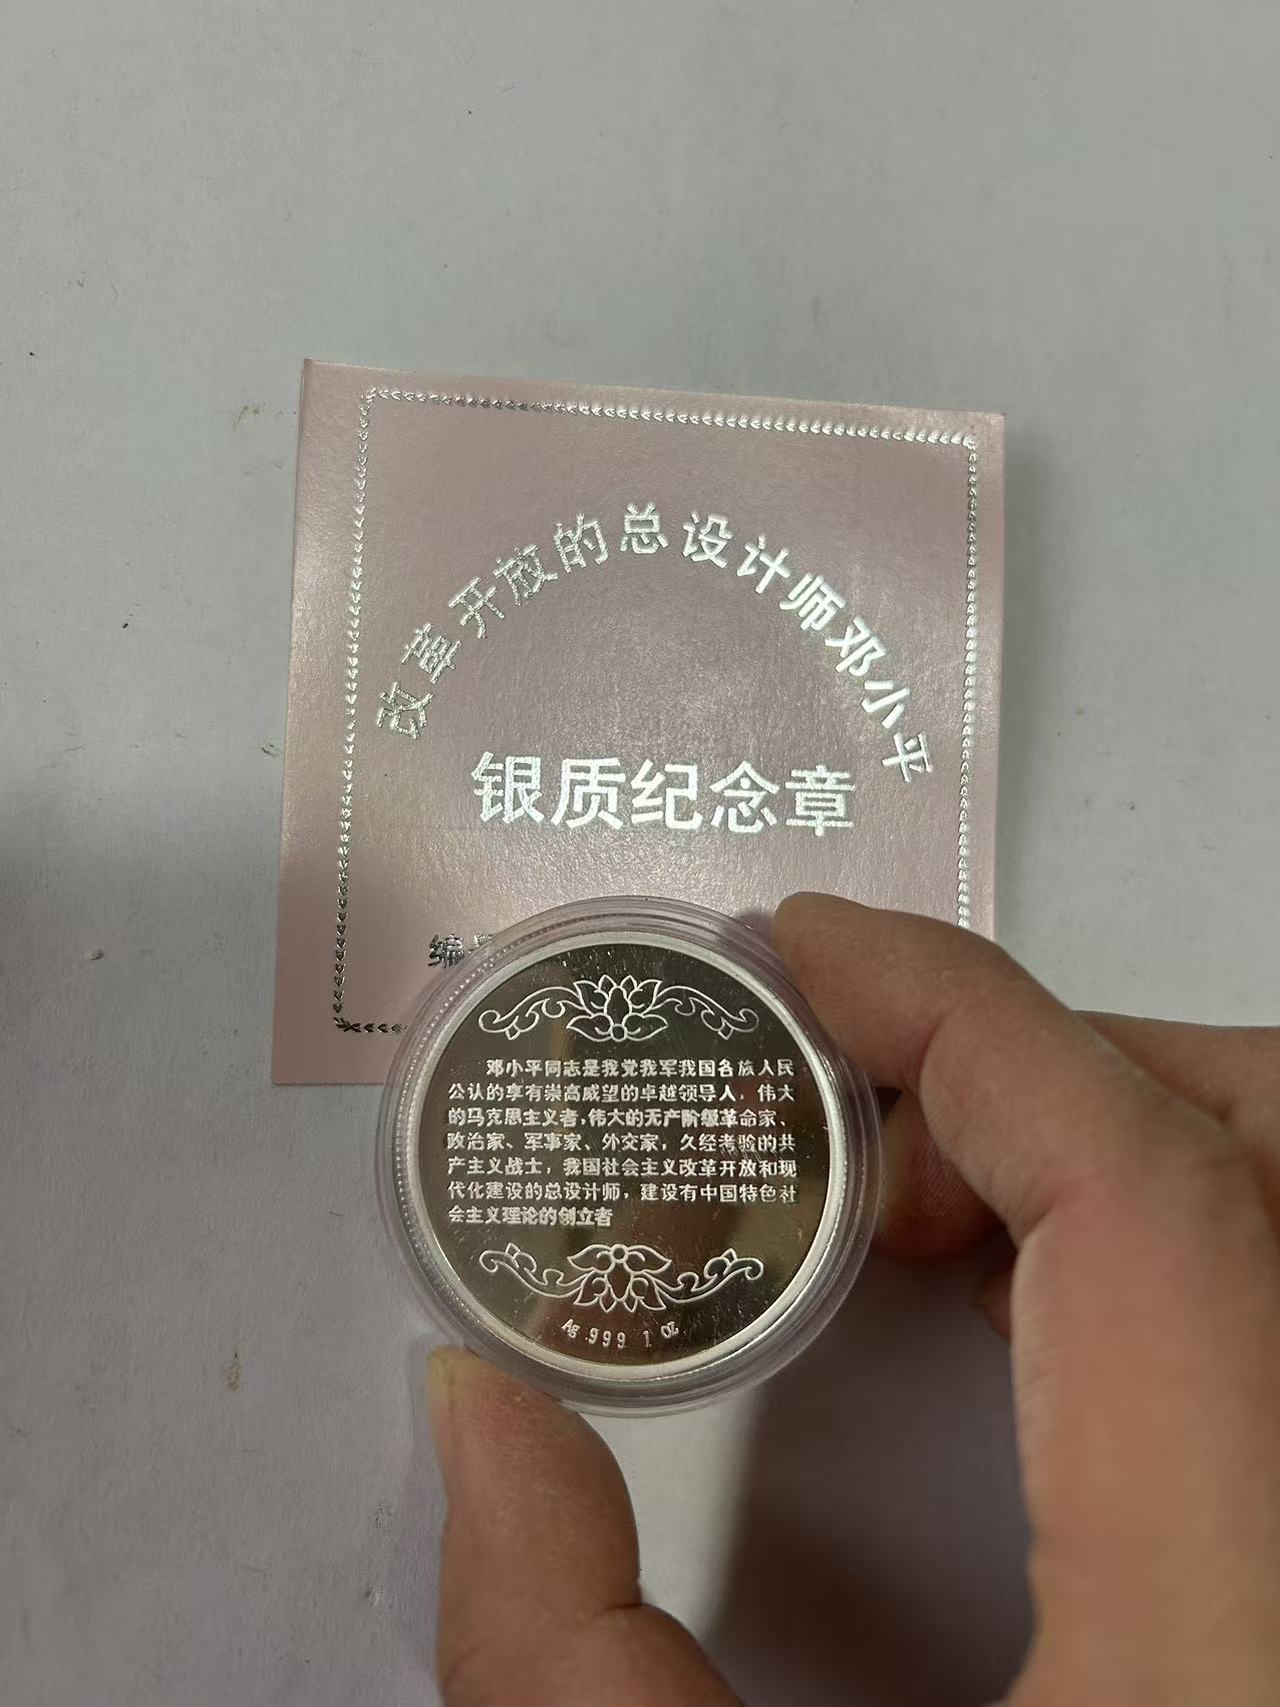 改革开放的总设计师邓小平
银质纪念章
编号
邓小平同志是我党我军我国各族人民
公认的享有崇高威望的卓越领导人，伟大
的马克思主义者，伟大的无产阶级革命家、
政治家、军事家、外交家，久经考验的共
产主义战士，我国社会主义改革开放和现
代化建设的总设计师，建设有中国特色社
会主义理论的创立者
Ag .999 1 OZ